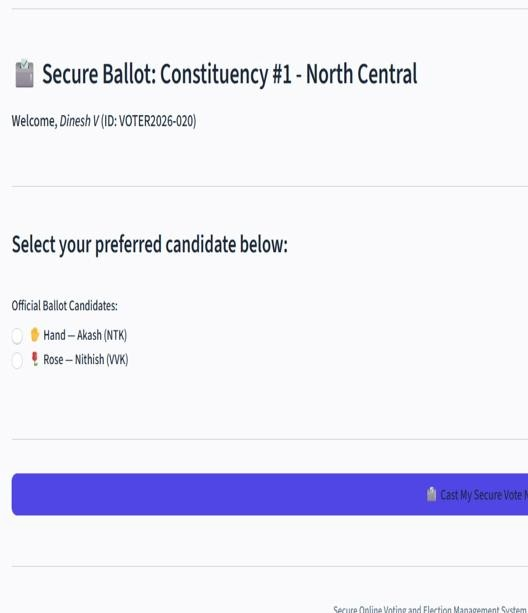 Secure Ballot: Constituency #1 - North Central
Welcome, Dinesh V (ID: VOTER2026-020)
Select your preferred candidate below:
Official Ballot Candidates:
Hand — Akash (NTK)
Rose — Nithish (VVK)
Cast My Secure Vote N
Secure Online Voting and Election Management System